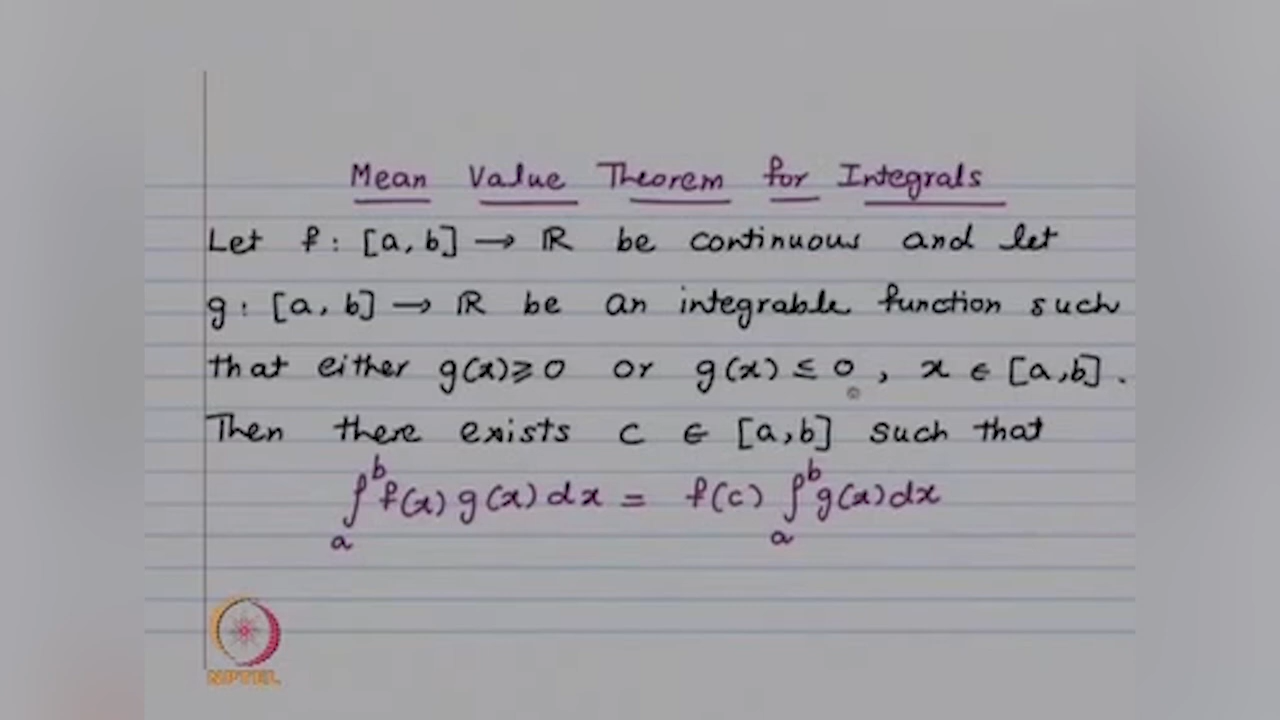 Mean Value Theorem for Integrals
Let f : [a, b] → ℝ be continuous and let
g : [a, b] → ℝ be an integrable function such
that either g(x) ≥ 0 or g(x) ≤ 0, x ∈ [a,b].
Then there exists c ∈ [a,b] such that
∫_a^b f(x) g(x) dx = f(c) ∫_a^b g(x) dx
NPTEL